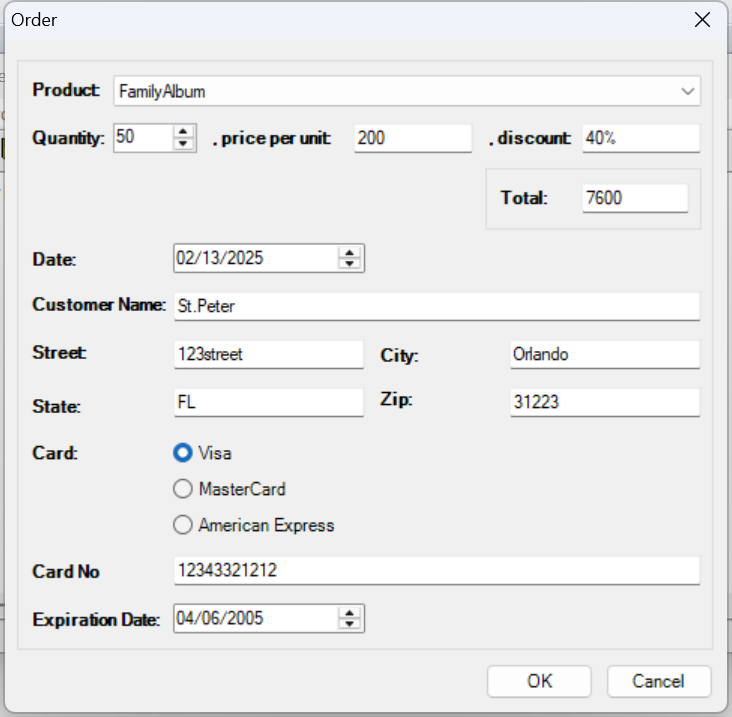 Order
Product: FamilyAlbum
Quantity: 50 , price per unit: 200 , discount: 40%
Total: 7600
Date: 02/13/2025
Customer Name: St.Peter
Street: 123street City: Orlando
State: FL Zip: 31223
Card: Visa
MasterCard
American Express
Card No 12343321212
Expiration Date: 04/06/2005
OK Cancel